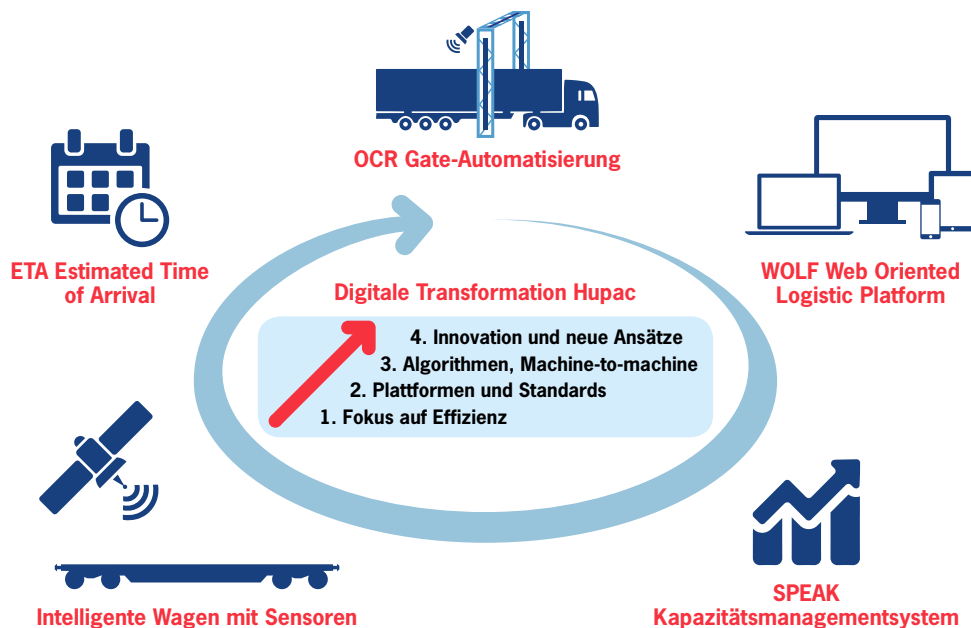 OCR Gate-Automatisierung
ETA Estimated Time
of Arrival
WOLF Web Oriented
Logistic Platform
Digitale Transformation Hupac
4. Innovation und neue Ansätze
3. Algorithmen, Machine-to-machine
2. Plattformen und Standards
1. Fokus auf Effizienz
Intelligente Wagen mit Sensoren
SPEAK
Kapazitätsmanagementsystem